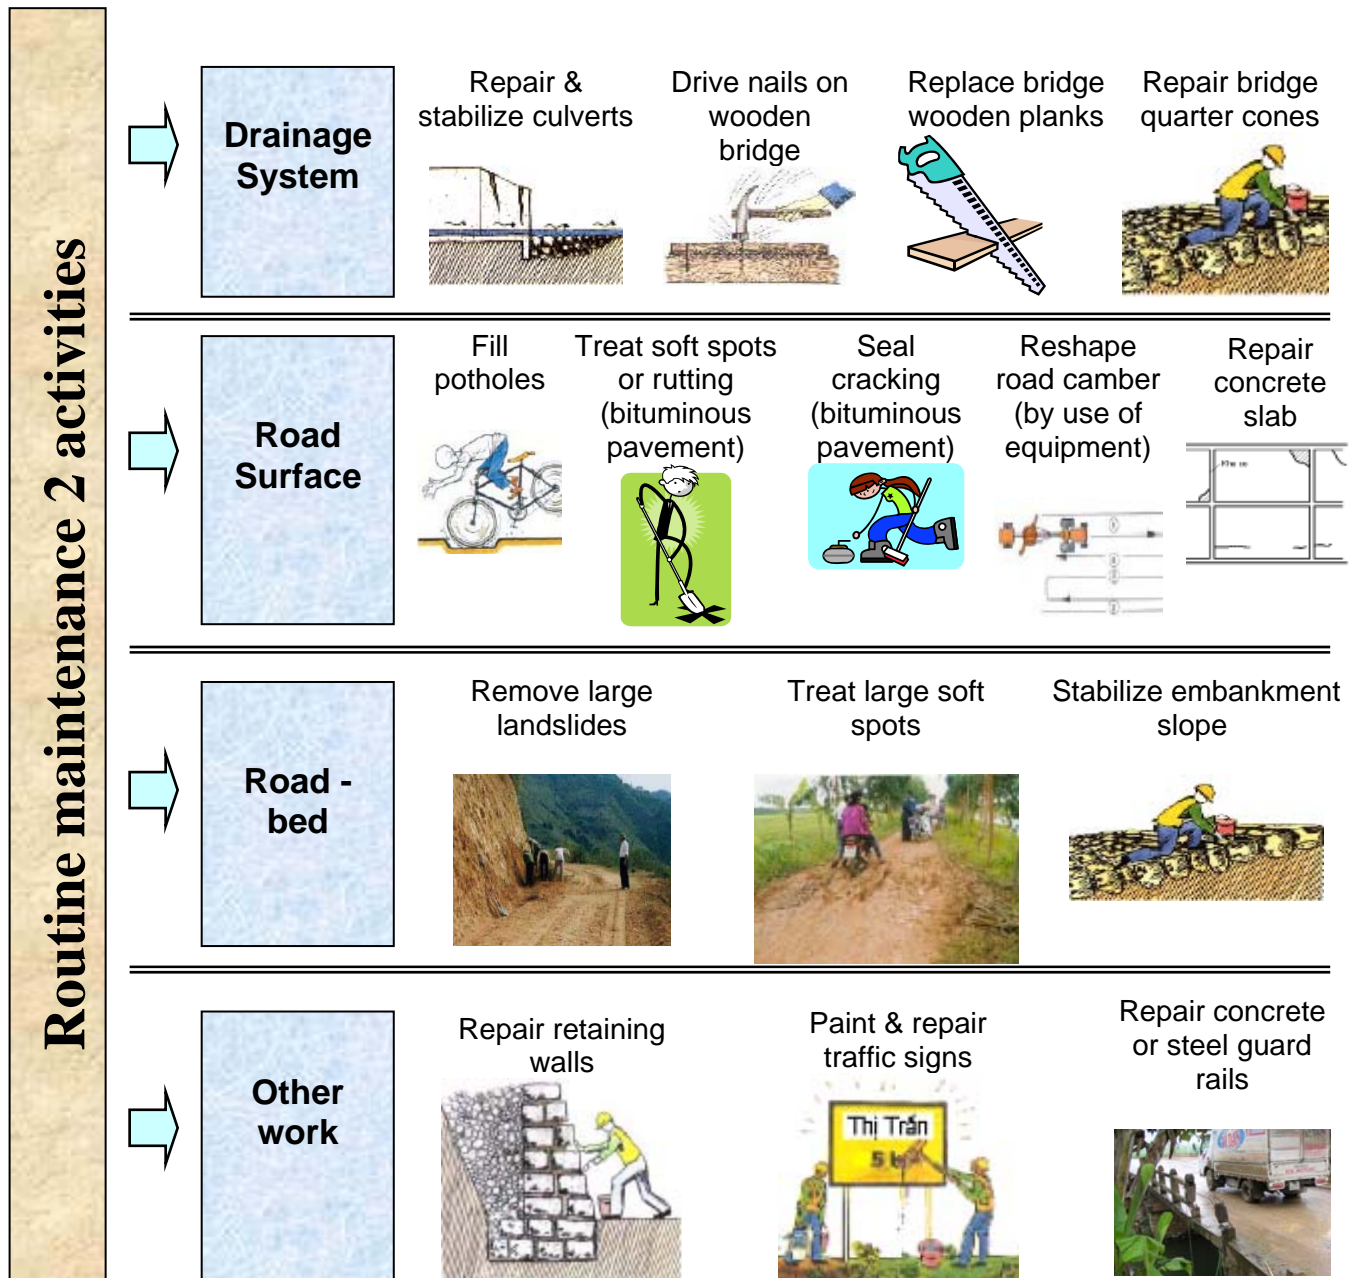 Routine maintenance 2 activities
Drainage
System
Repair &
stabilize culverts
Drive nails on
wooden
bridge
Replace bridge
wooden planks
Repair bridge
quarter cones
Road
Surface
Fill
potholes
Treat soft spots
or rutting
(bituminous
pavement)
Seal
cracking
(bituminous
pavement)
Reshape
road camber
(by use of
equipment)
Repair
concrete
slab
Road -
bed
Remove large
landslides
Treat large soft
spots
Stabilize embankment
slope
Other
work
Repair retaining
walls
Paint & repair
traffic signs
Thị Trấn
Repair concrete
or steel guard
rails